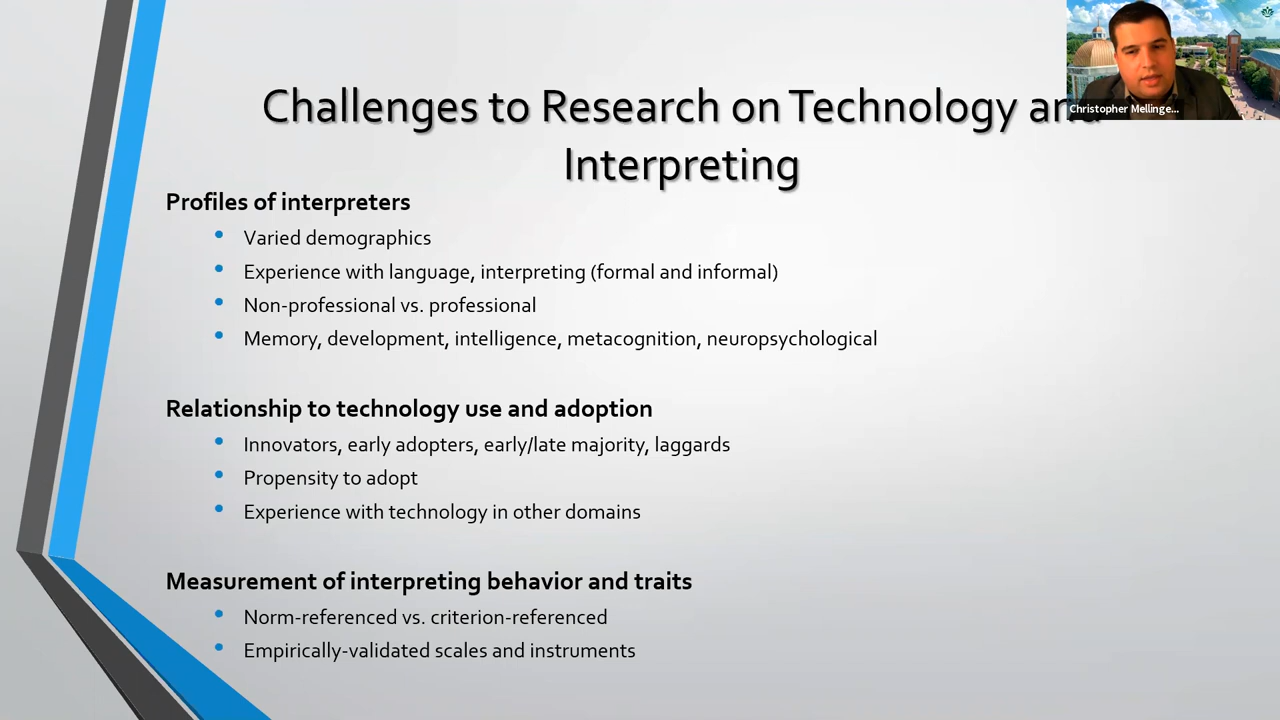 Challenges to Research on Technology and
Interpreting
Christopher Mellinge...
Profiles of interpreters
Varied demographics
Experience with language, interpreting (formal and informal)
Non-professional vs. professional
Memory, development, intelligence, metacognition, neuropsychological
Relationship to technology use and adoption
Innovators, early adopters, early/late majority, laggards
Propensity to adopt
Experience with technology in other domains
Measurement of interpreting behavior and traits
Norm-referenced vs. criterion-referenced
Empirically-validated scales and instruments